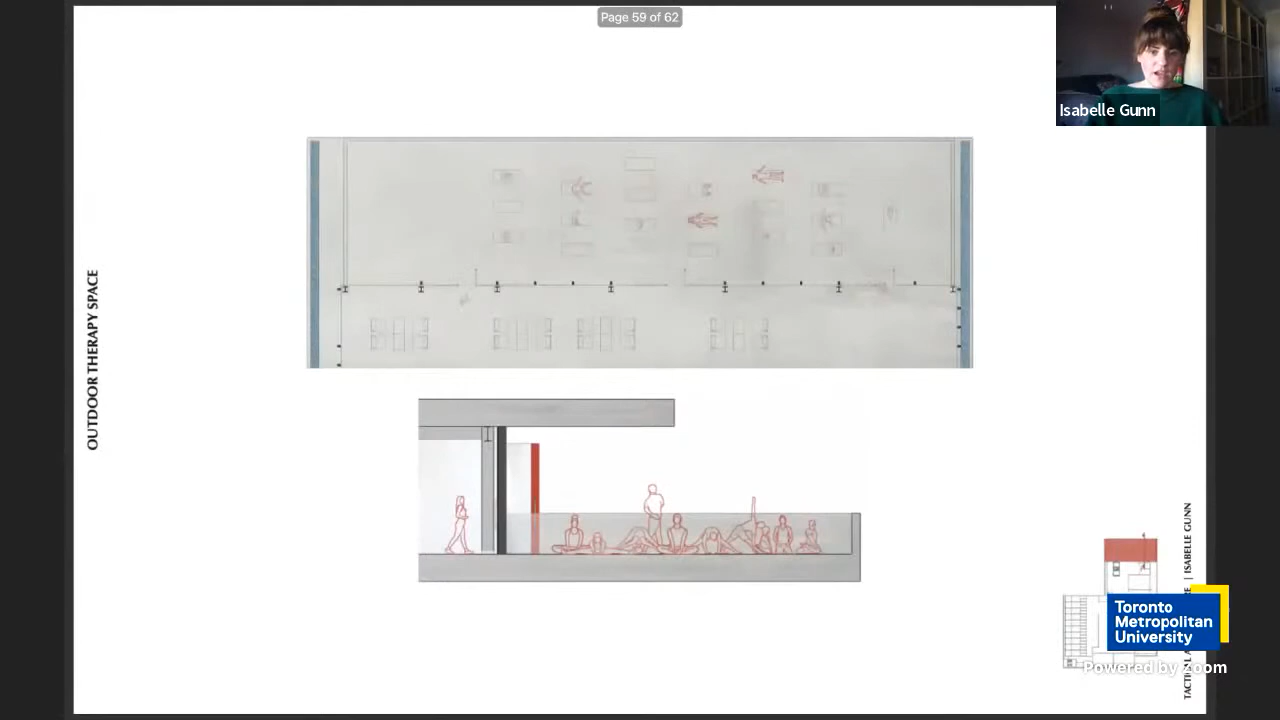 Page 59 of 62
Isabelle Gunn
OUTDOOR THERAPY SPACE
| ISABELLE GUNN
Toronto
Metropolitan
University
Powered by Zoom